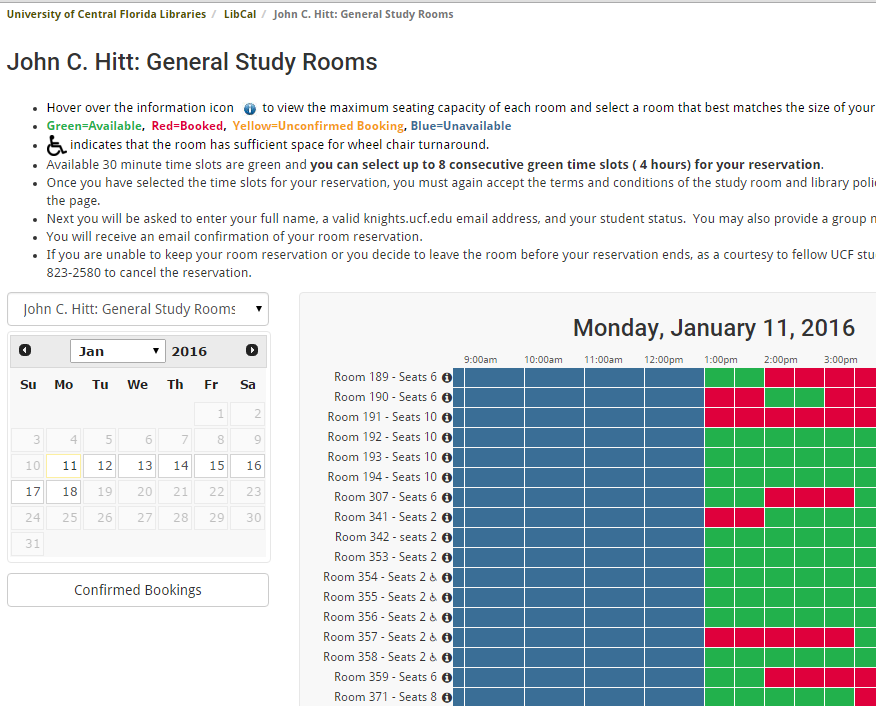 University of Central Florida Libraries / LibCal / John C. Hitt: General Study Rooms
John C. Hitt: General Study Rooms
Hover over the information icon to view the maximum seating capacity of each room and select a room that best matches the size of your
Green=Available, Red=Booked, Yellow=Unconfirmed Booking, Blue=Unavailable
indicates that the room has sufficient space for wheel chair turnaround.
Available 30 minute time slots are green and you can select up to 8 consecutive green time slots ( 4 hours) for your reservation.
Once you have selected the time slots for your reservation, you must again accept the terms and conditions of the study room and library poli
the page.
Next you will be asked to enter your full name, a valid knights.ucf.edu email address, and your student status. You may also provide a group n
You will receive an email confirmation of your room reservation.
If you are unable to keep your room reservation or you decide to leave the room before your reservation ends, as a courtesy to fellow UCF stu
823-2580 to cancel the reservation.
John C. Hitt: General Study Rooms
Jan 2016
Su Mo Tu We Th Fr Sa
1 2
3 4 5 6 7 8 9
10 11 12 13 14 15 16
17 18 19 20 21 22 23
24 25 26 27 28 29 30
31
Confirmed Bookings
Monday, January 11, 2016
9:00am 10:00am 11:00am 12:00pm 1:00pm 2:00pm 3:00pm
Room 189 - Seats 6
Room 190 - Seats 6
Room 191 - Seats 10
Room 192 - Seats 10
Room 193 - Seats 10
Room 194 - Seats 10
Room 307 - Seats 6
Room 341 - Seats 2
Room 342 - seats 2
Room 353 - Seats 2
Room 354 - Seats 2
Room 355 - Seats 2
Room 356 - Seats 2
Room 357 - Seats 2
Room 358 - Seats 2
Room 359 - Seats 6
Room 371 - Seats 8